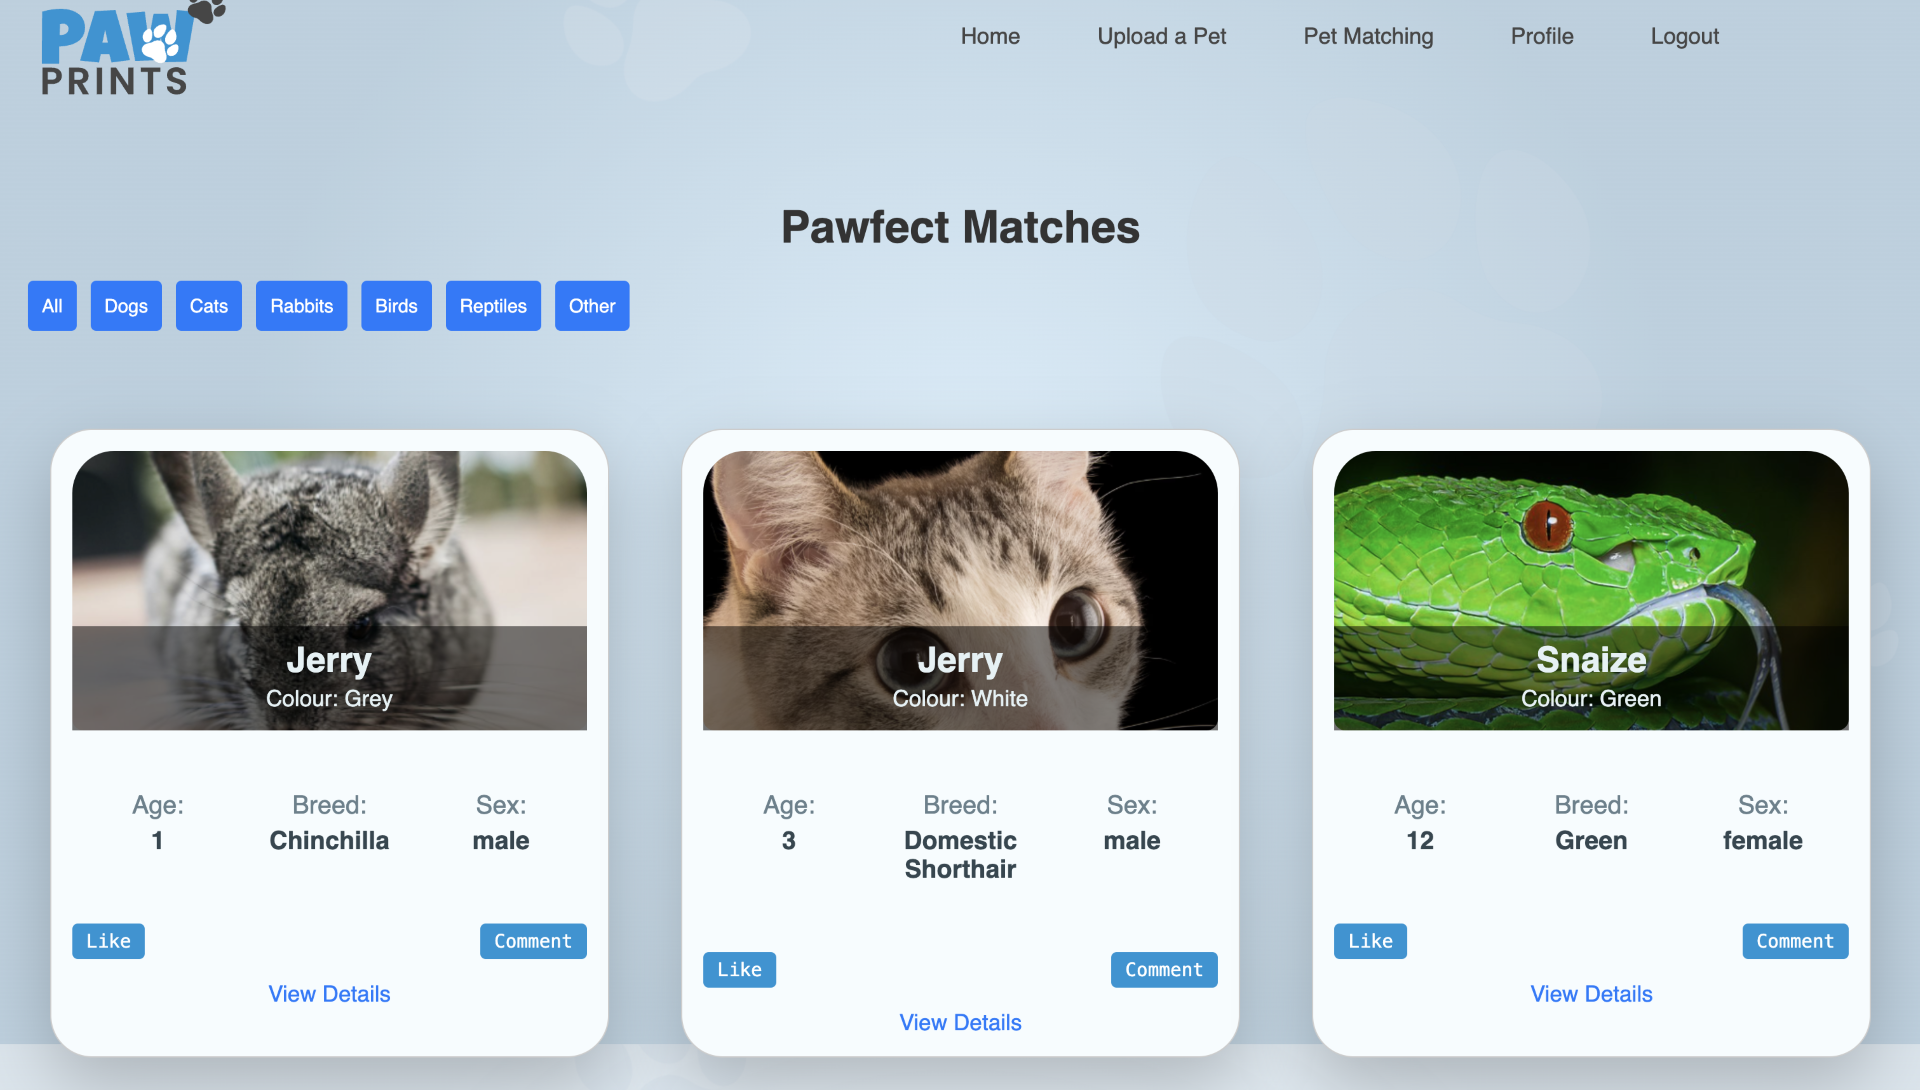 PAW
PRINTS
Home
Upload a Pet
Pet Matching
Profile
Logout
Pawfect Matches
All
Dogs
Cats
Rabbits
Birds
Reptiles
Other
Jerry
Colour: Grey
Age:
1
Breed:
Chinchilla
Sex:
male
Like
Comment
View Details
Jerry
Colour: White
Age:
3
Breed:
Domestic
Shorthair
Sex:
male
Like
Comment
View Details
Snaize
Colour: Green
Age:
12
Breed:
Green
Sex:
female
Like
Comment
View Details